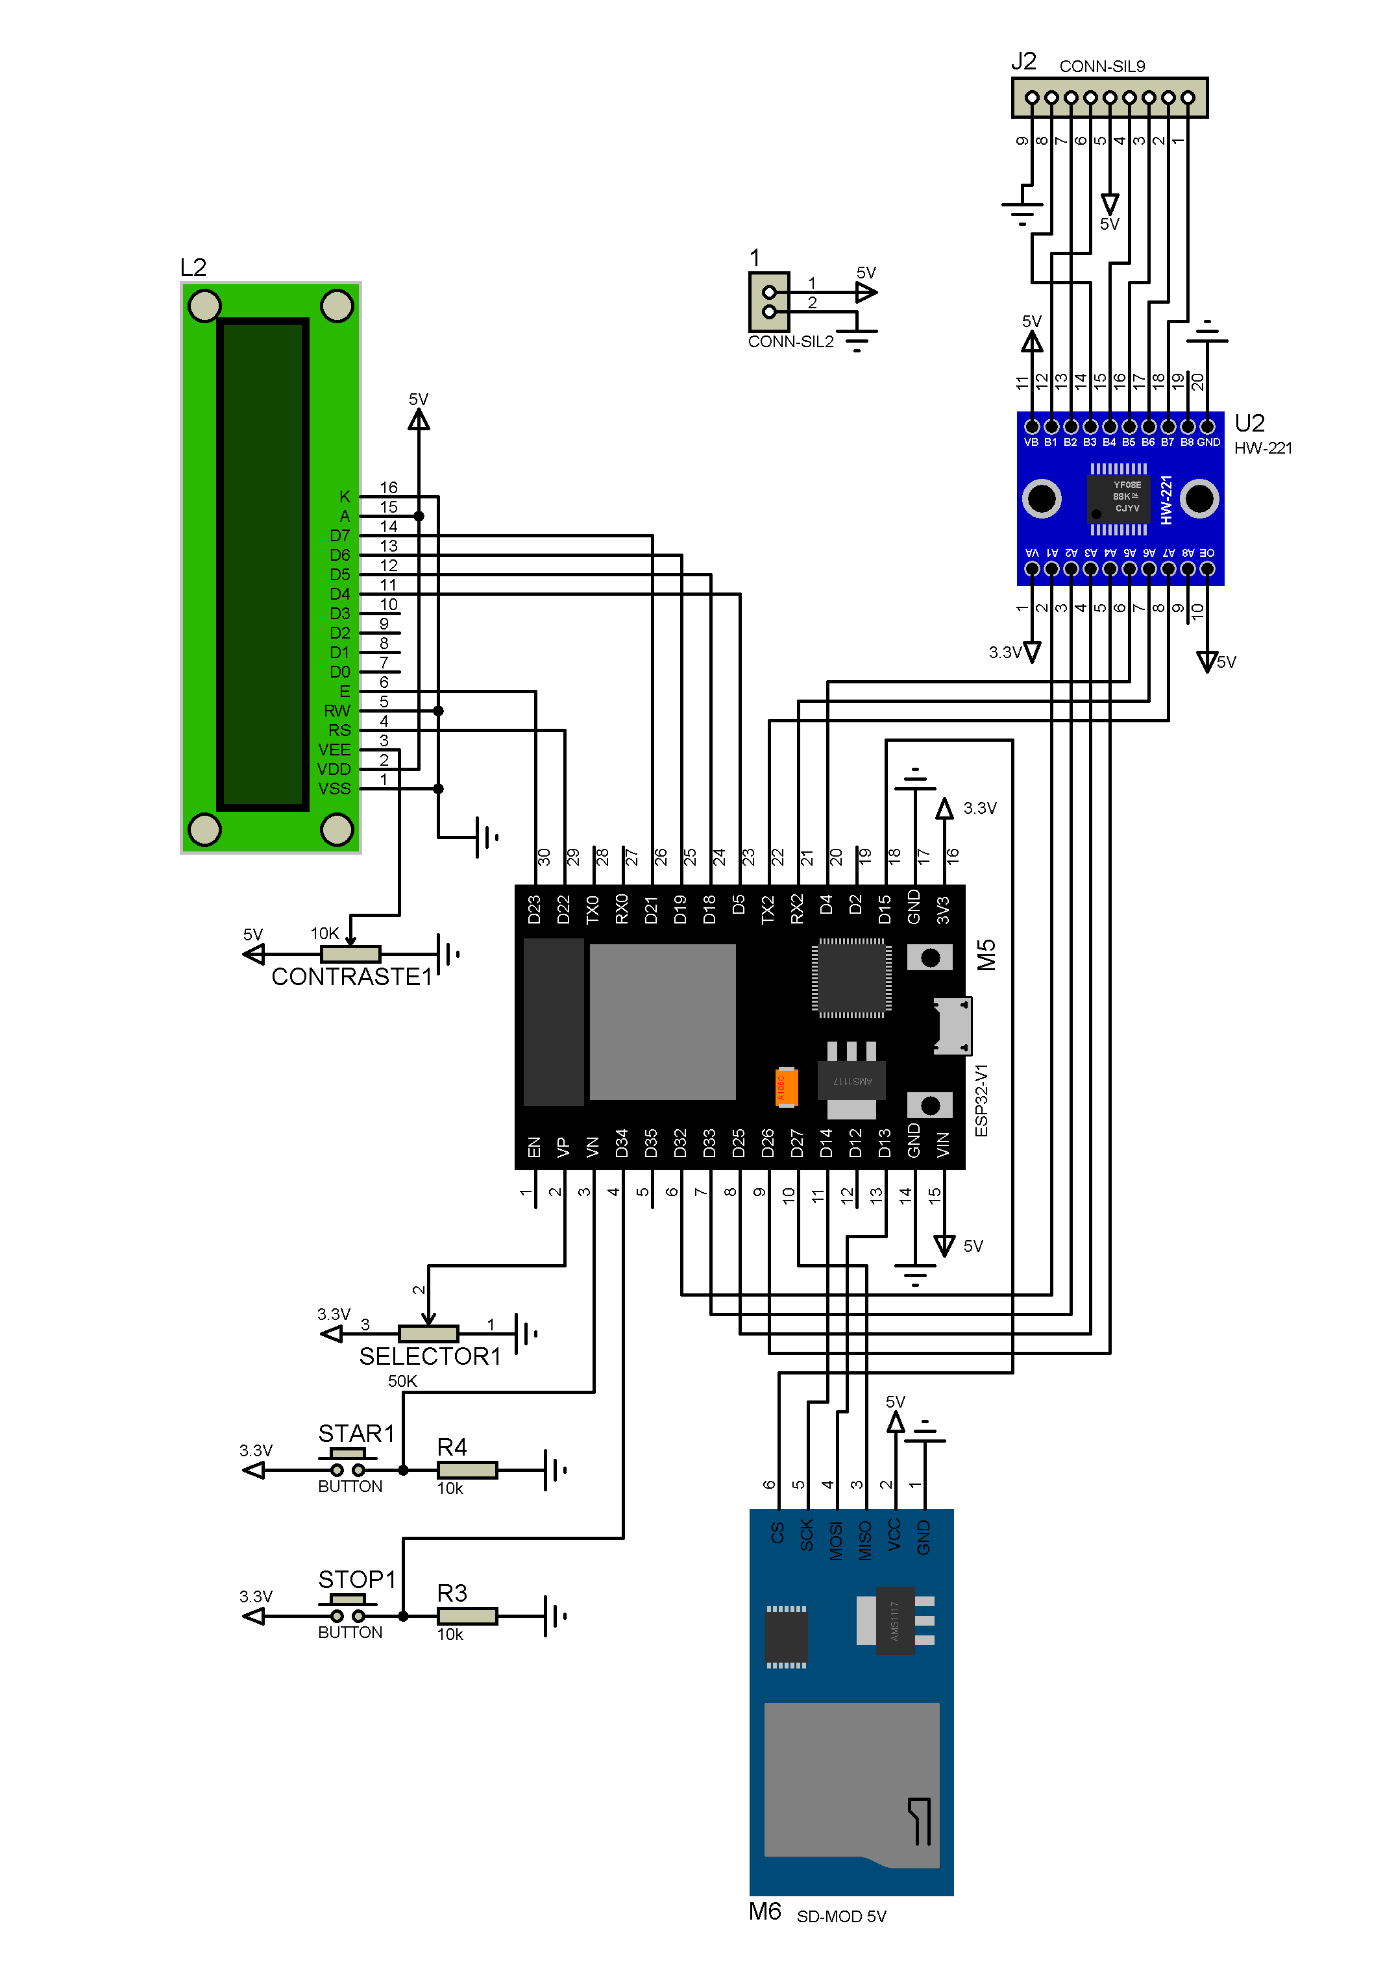 J2 CONN-SIL9
9 8 7 6 5 4 3 2 1
5V
L2
1
1 5V
2
CONN-SIL2
5V
11 12 13 14 15 16 17 18 19 20
U2
HW-221
VB B1 B2 B3 B4 B5 B6 B7 B8 GND
YF08E
88K
CJYV
HW-221
VA A1 A2 A3 A4 A5 A6 A7 A8 OE
1 2 3 4 5 6 7 8 9 10
3.3V
5V
5V
K 16
A 15
D7 14
D6 13
D5 12
D4 11
D3 10
D2 9
D1 8
D0 7
E 6
RW 5
RS 4
VEE 3
VDD 2
VSS 1
3.3V
30 29 28 27 26 25 24 23 22 21 20 19 18 17 16
D23 D22 TX0 RX0 D21 D19 D18 D5 TX2 RX2 D4 D2 D15 GND 3V3
5V 10K
CONTRASTE1
M5
A106C
AMS1117
ESP32-V1
EN VP VN D34 D35 D32 D33 D25 D26 D27 D14 D12 D13 GND VIN
1 2 3 4 5 6 7 8 9 10 11 12 13 14 15
5V
2
3.3V 3 1
SELECTOR1
50K
STAR1 R4
3.3V
BUTTON 10k
STOP1 R3
3.3V
BUTTON 10k
5V
6 5 4 3 2 1
CS SCK MOSI MISO VCC GND
AMS1117
M6 SD-MOD 5V